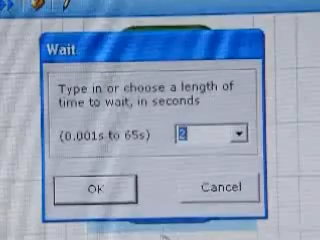 Wait
Type in or choose a length of
time to wait, in seconds
(0.001s to 65s) 2
OK Cancel